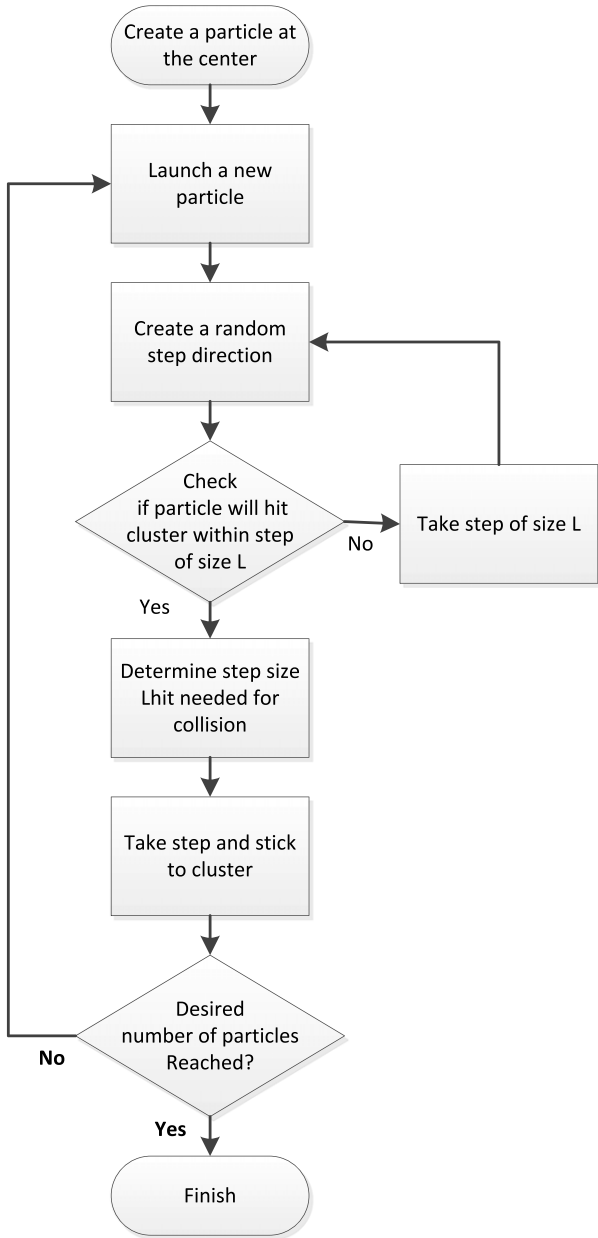 Create a particle at
the center
Launch a new
particle
Create a random
step direction
Check
if particle will hit
cluster within step
of size L
No
Take step of size L
Yes
Determine step size
Lhit needed for
collision
Take step and stick
to cluster
Desired
number of particles
Reached?
No
Yes
Finish